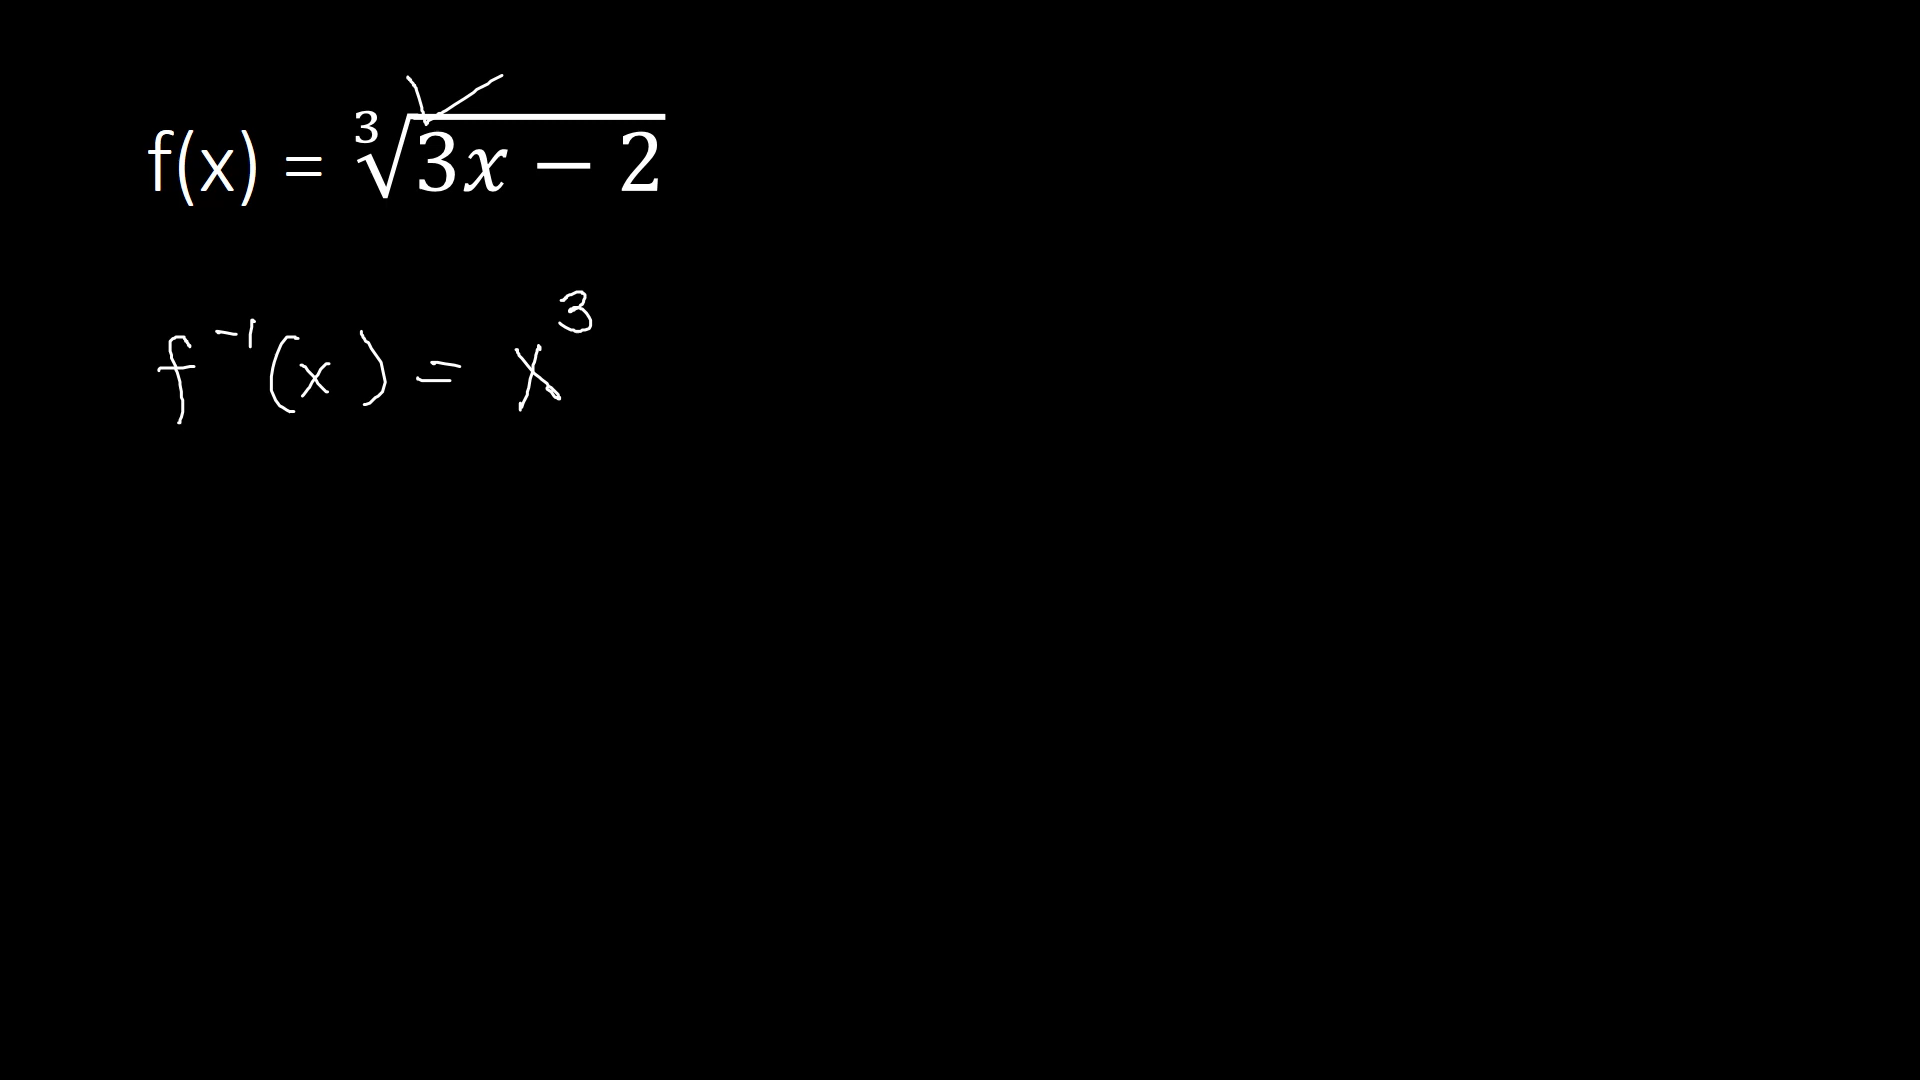 f(x) = ∛(3x − 2)
f⁻¹(x) = x³